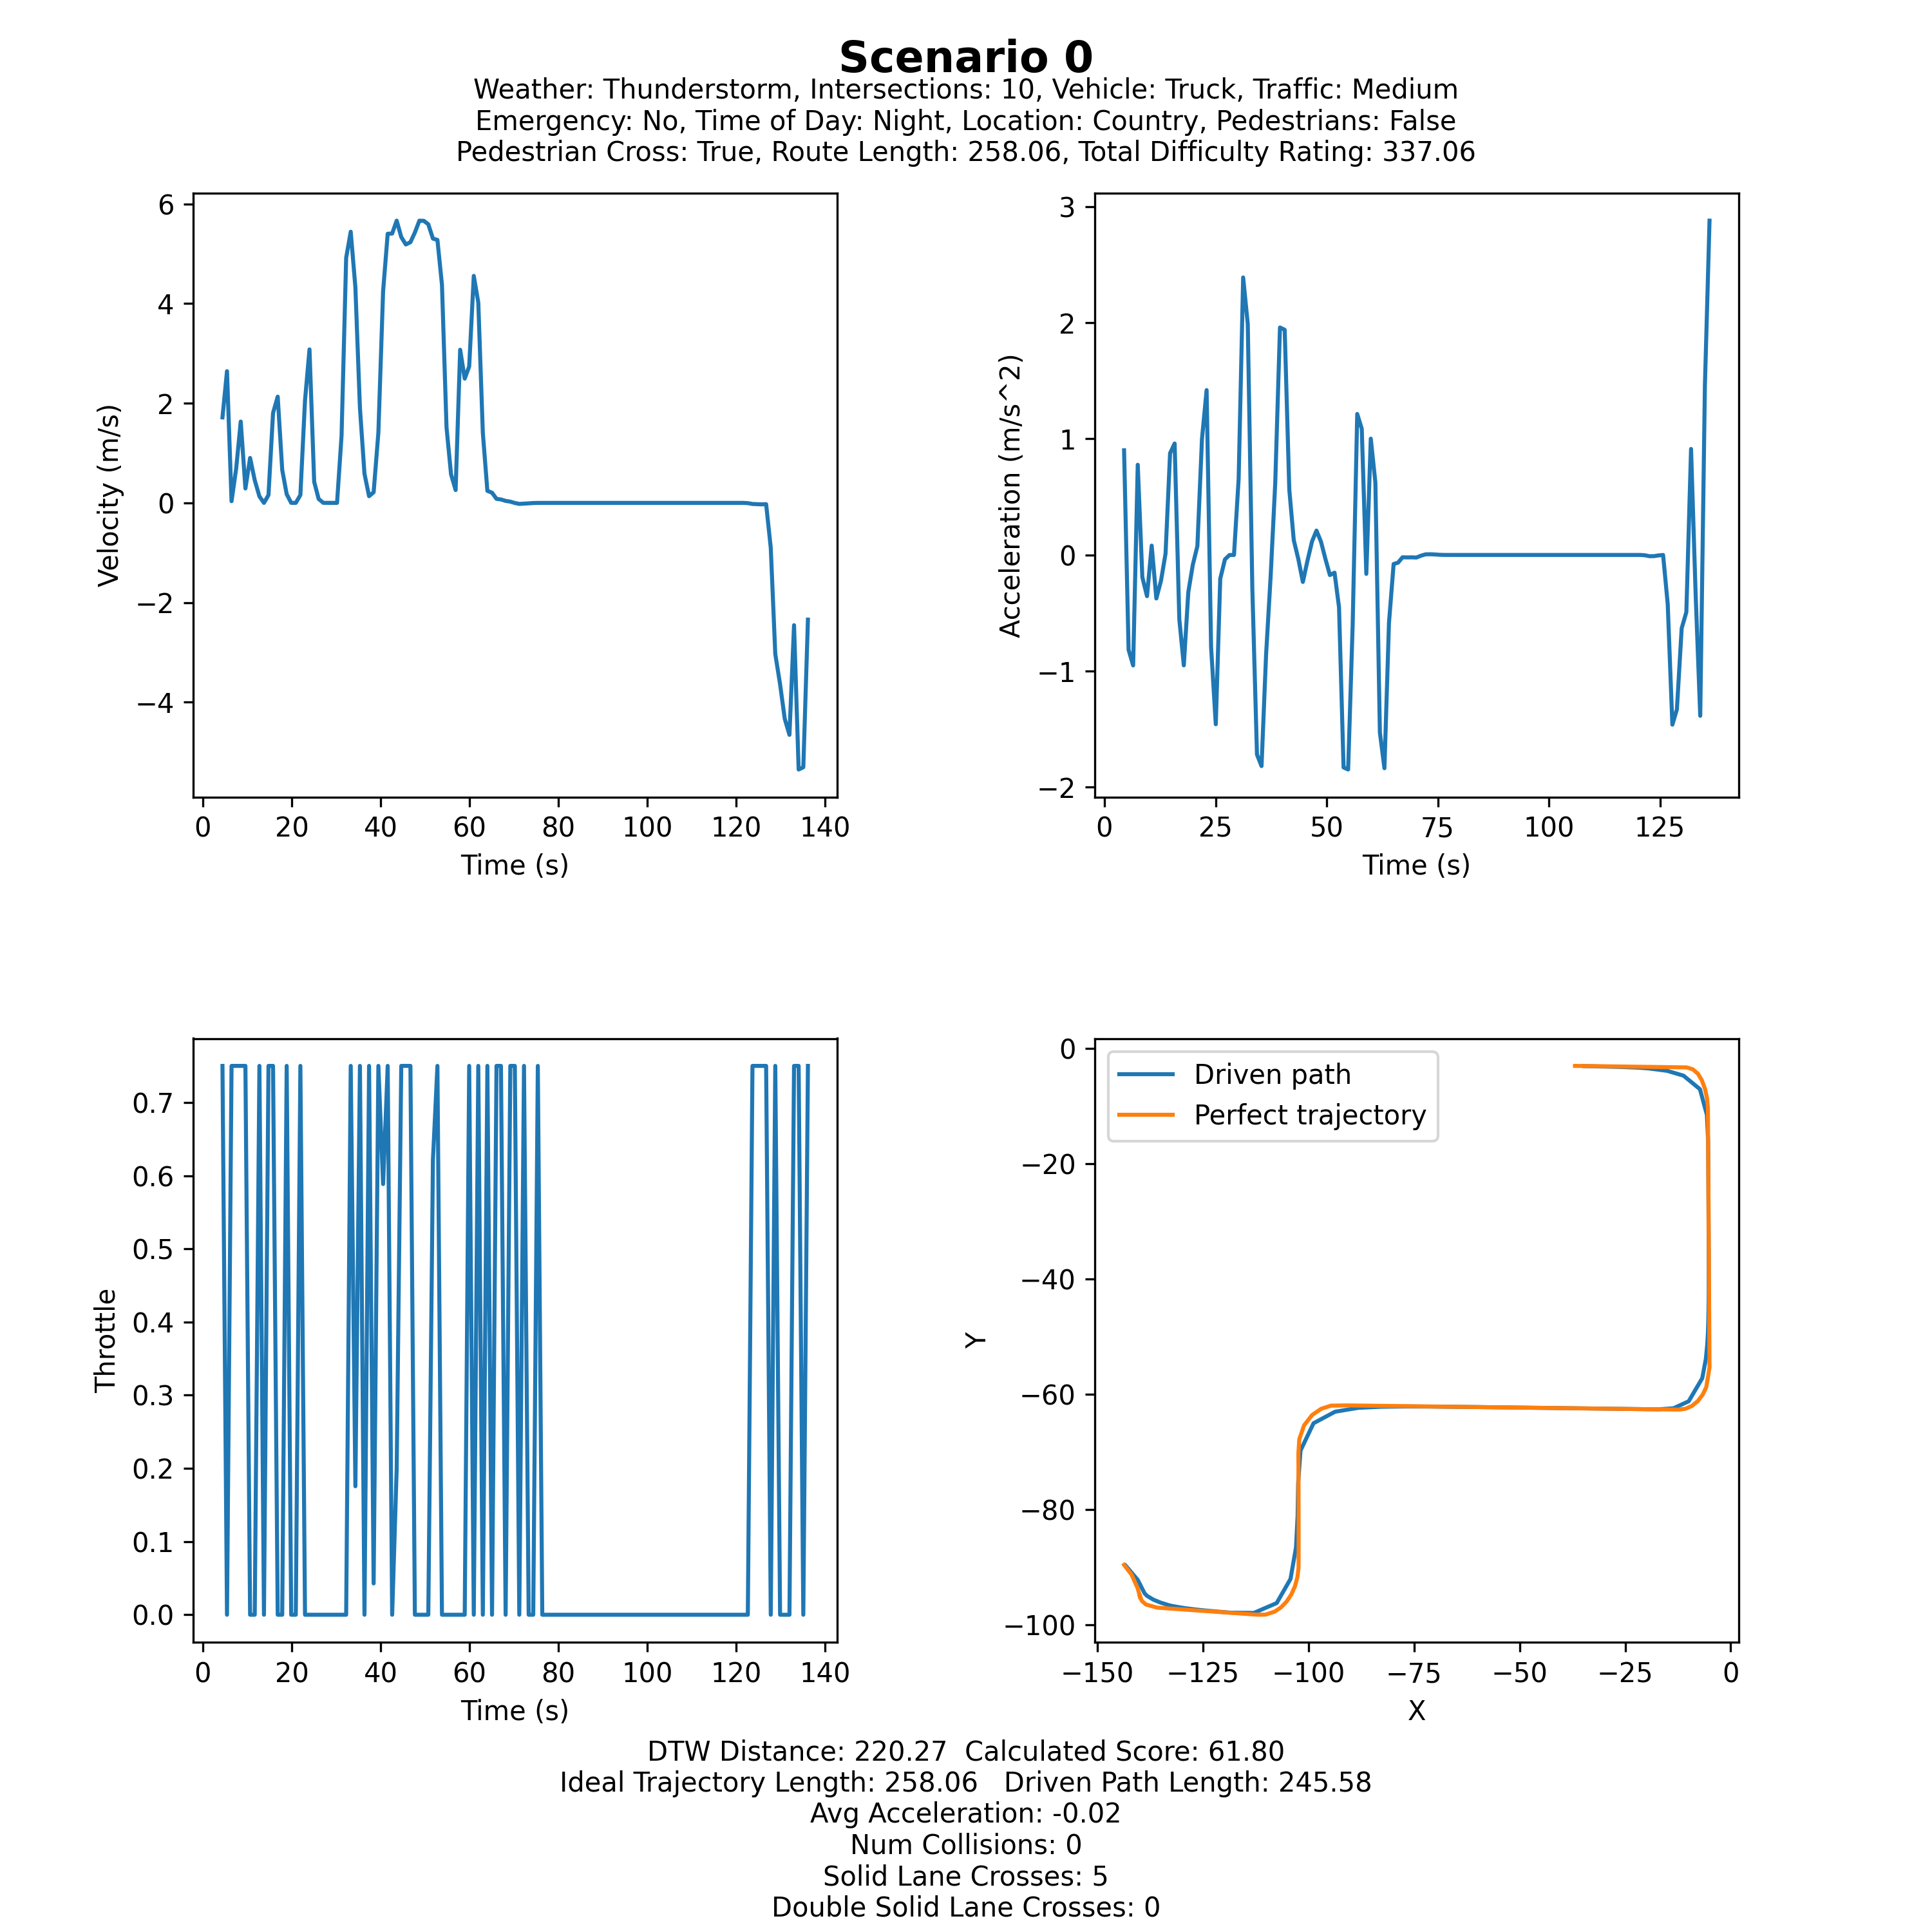 Scenario 0
Weather: Thunderstorm, Intersections: 10, Vehicle: Truck, Traffic: Medium
Emergency: No, Time of Day: Night, Location: Country, Pedestrians: False
Pedestrian Cross: True, Route Length: 258.06, Total Difficulty Rating: 337.06
6
4
2
0
−2
−4
Velocity (m/s)
0 20 40 60 80 100 120 140
Time (s)
3
2
1
0
−1
−2
Acceleration (m/s^2)
0 25 50 75 100 125
Time (s)
0.7
0.6
0.5
0.4
0.3
0.2
0.1
0.0
Throttle
0 20 40 60 80 100 120 140
Time (s)
Driven path
Perfect trajectory
0
−20
−40
−60
−80
−100
Y
−150 −125 −100 −75 −50 −25 0
X
DTW Distance: 220.27 Calculated Score: 61.80
Ideal Trajectory Length: 258.06 Driven Path Length: 245.58
Avg Acceleration: -0.02
Num Collisions: 0
Solid Lane Crosses: 5
Double Solid Lane Crosses: 0